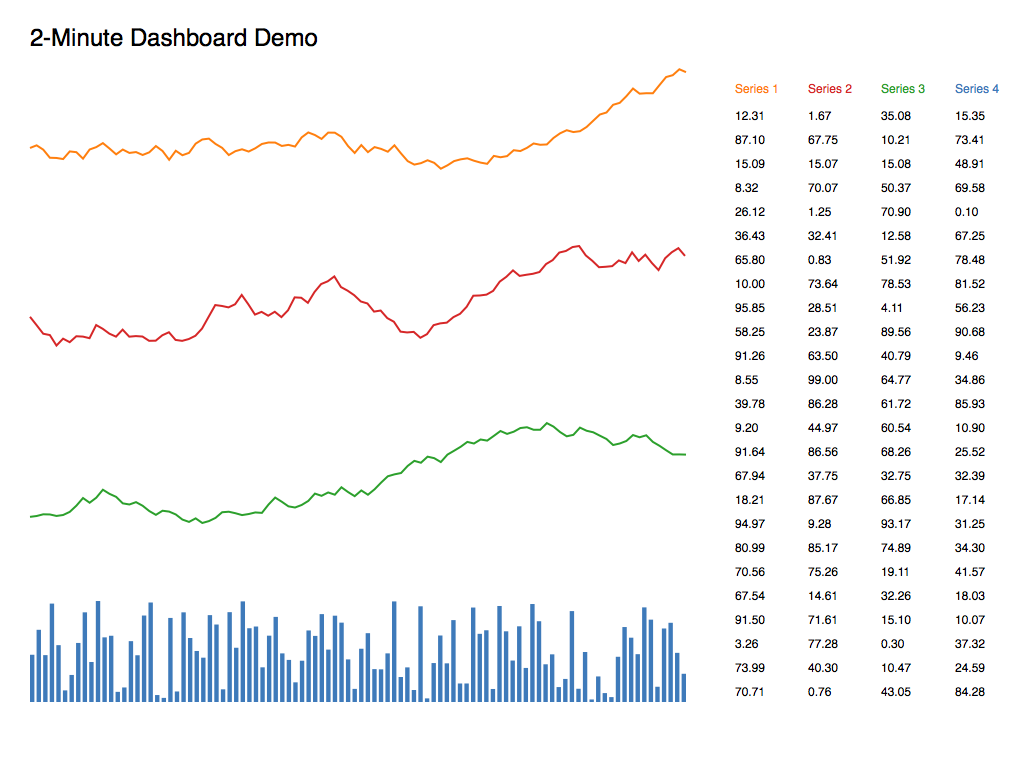 2-Minute Dashboard Demo
Series 1 Series 2 Series 3 Series 4
12.31 1.67 35.08 15.35
87.10 67.75 10.21 73.41
15.09 15.07 15.08 48.91
8.32 70.07 50.37 69.58
26.12 1.25 70.90 0.10
36.43 32.41 12.58 67.25
65.80 0.83 51.92 78.48
10.00 73.64 78.53 81.52
95.85 28.51 4.11 56.23
58.25 23.87 89.56 90.68
91.26 63.50 40.79 9.46
8.55 99.00 64.77 34.86
39.78 86.28 61.72 85.93
9.20 44.97 60.54 10.90
91.64 86.56 68.26 25.52
67.94 37.75 32.75 32.39
18.21 87.67 66.85 17.14
94.97 9.28 93.17 31.25
80.99 85.17 74.89 34.30
70.56 75.26 19.11 41.57
67.54 14.61 32.26 18.03
91.50 71.61 15.10 10.07
3.26 77.28 0.30 37.32
73.99 40.30 10.47 24.59
70.71 0.76 43.05 84.28